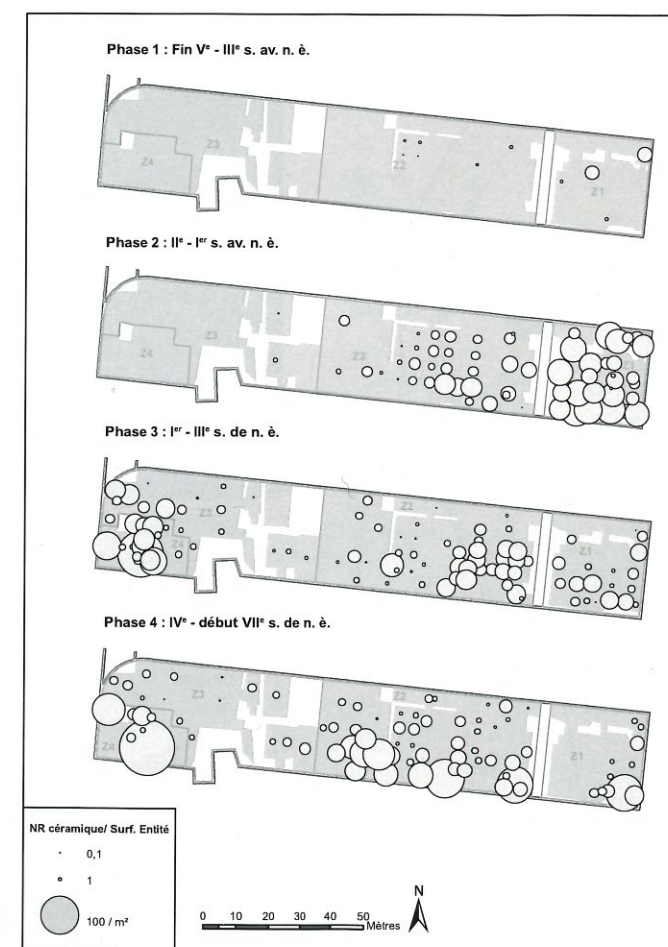 Phase 1 : Fin Vᵉ - IIIᵉ s. av. n. è.
Z3
Z4
Z2
Z1
Phase 2 : IIᵉ - Iᵉʳ s. av. n. è.
Z3
Z4
Z2
Z1
Phase 3 : Iᵉʳ - IIIᵉ s. de n. è.
Z3
Z2
Z4
Z1
Phase 4 : IVᵉ - début VIIᵉ s. de n. è.
Z3
Z2
Z4
Z1
NR céramique/ Surf. Entité
0,1
1
100 / m²
N
0 10 20 30 40 50
Mètres